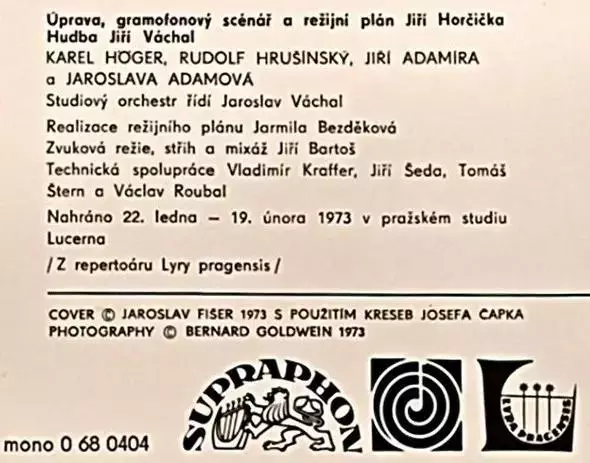 Úprava, gramofonový scénář a režijní plán Jiří Horčička
Hudba Jiří Váchal
KAREL HÖGER, RUDOLF HRUŠÍNSKÝ, JIŘÍ ADAMÍRA
a JAROSLAVA ADAMOVÁ
Studiový orchestr řídí Jaroslav Váchal
Realizace režijního plánu Jarmila Bezděková
Zvuková režie, střih a mixáž Jiří Bartoš
Technická spolupráce Vladimír Kraffer, Jiří Šeda, Tomáš
Štern a Václav Roubal
Nahráno 22. ledna – 19. února 1973 v pražském studiu
Lucerna
/Z repertoáru Lyry pragensis/
COVER © JAROSLAV FIŠER 1973 S POUŽITÍM KRESEB JOSEFA ČAPKA
PHOTOGRAPHY © BERNARD GOLDWEIN 1973
mono 0 68 0404
SUPRAPHON
LYRA PRAGENSIS